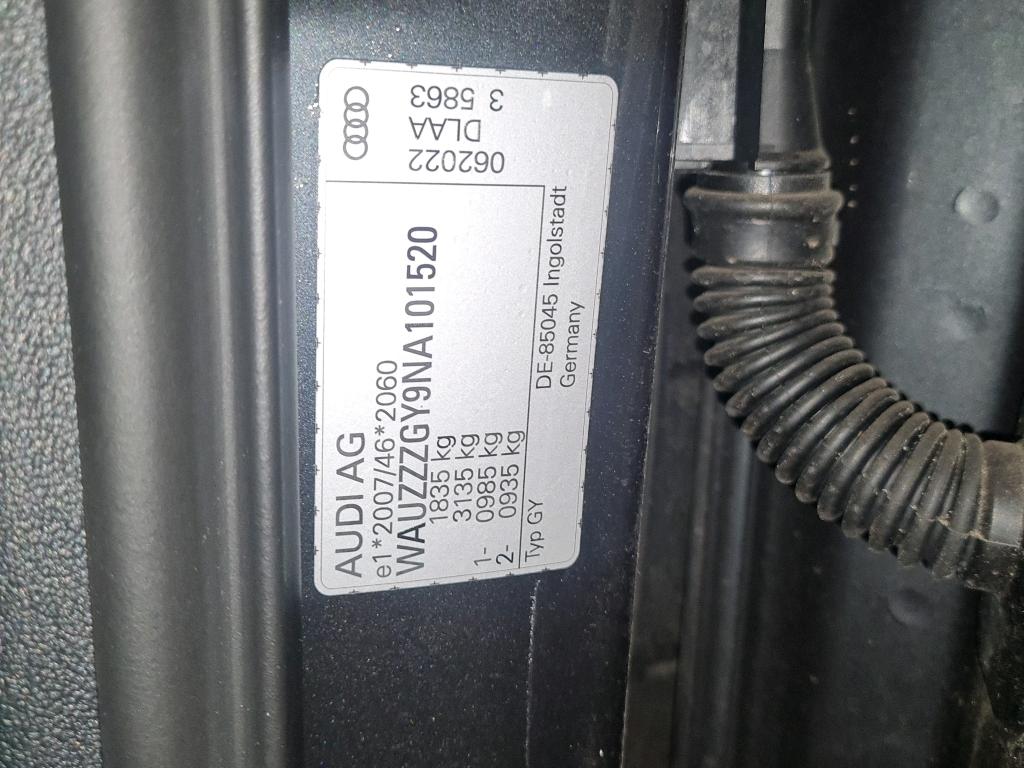 AUDI AG
e1*2007/46*2060
WAUZZZGY9NA101520
1835 kg
3135 kg
1- 0985 kg
2- 0935 kg
Typ GY
DE-85045 Ingolstadt
Germany
062022
DLAA
3 5863